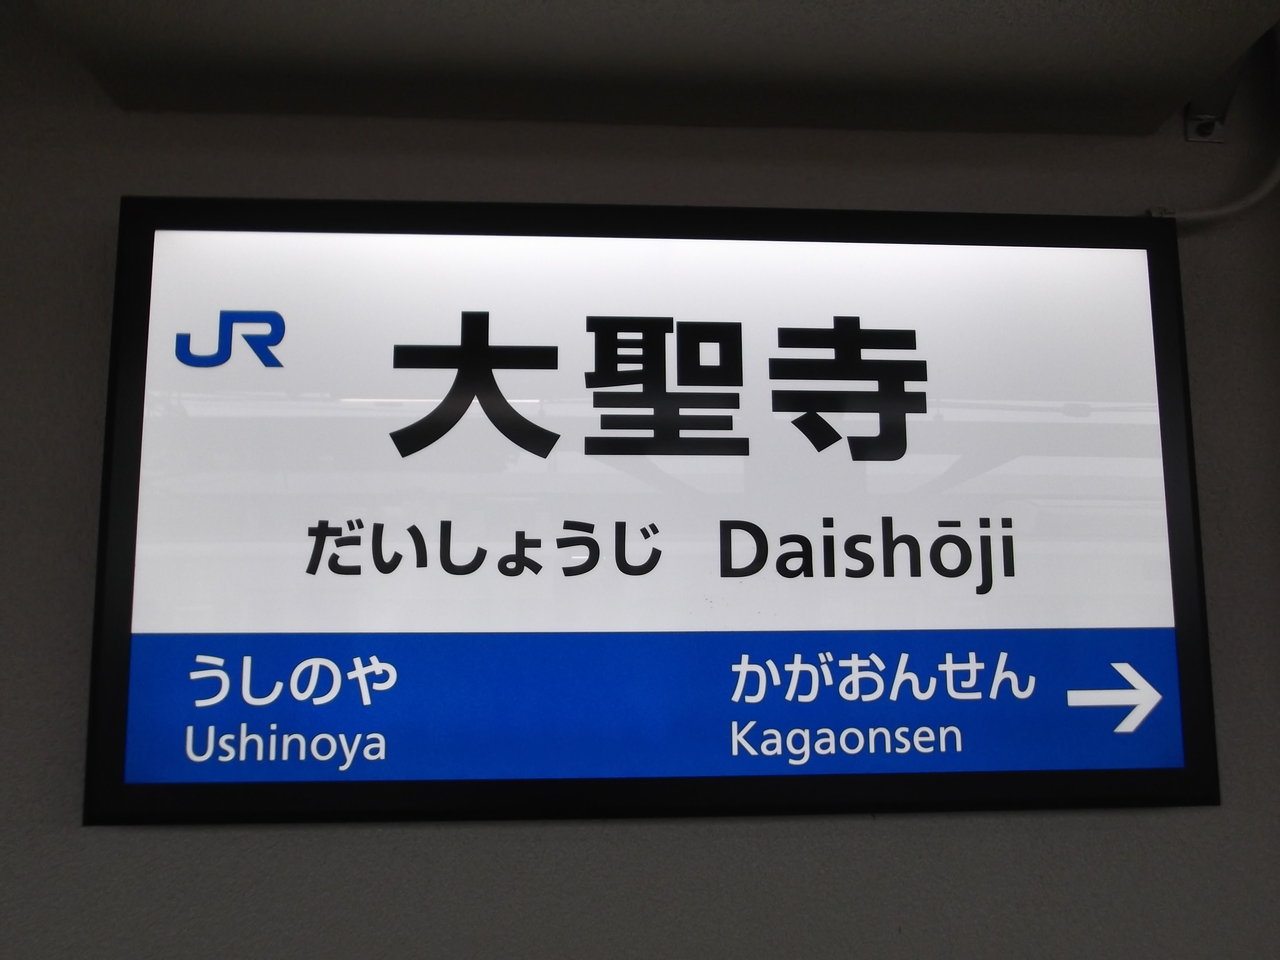 JR
大聖寺
だいしょうじ Daishōji
うしのや
Ushinoya
かがおんせん →
Kagaonsen